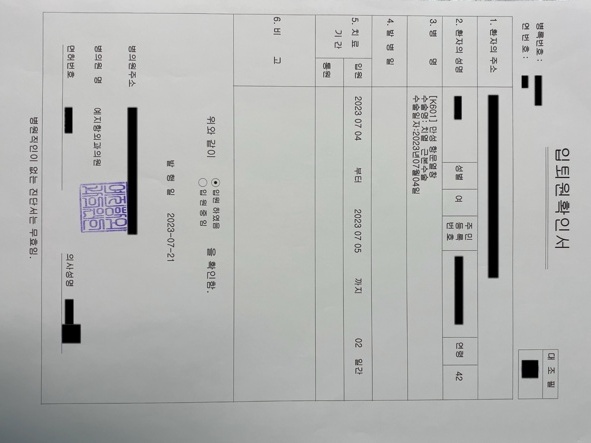 병록번호 :
연 번호 :
입퇴원확인서
대 조 필
1. 환자의 주소
2. 환자의 성명
성별
여
주민등록번호
연령
42
3. 병 명
[K601] 만성 항문열창
수술명: 치열 근본수술
수술일자:2023년07월04일
4. 발 병 일
5. 치 료 기 간
입원
2023 07 04 부터 2023 07 05 까지 02 일간
통원
6. 비 고
위와 같이
입원 하였음
입원 중임
을 확인함.
발 행 일 2023-07-21
병의원주소
병의원 명 예지항외과의원
면허번호
의사성명
병원직인이 없는 진단서는 무효임.